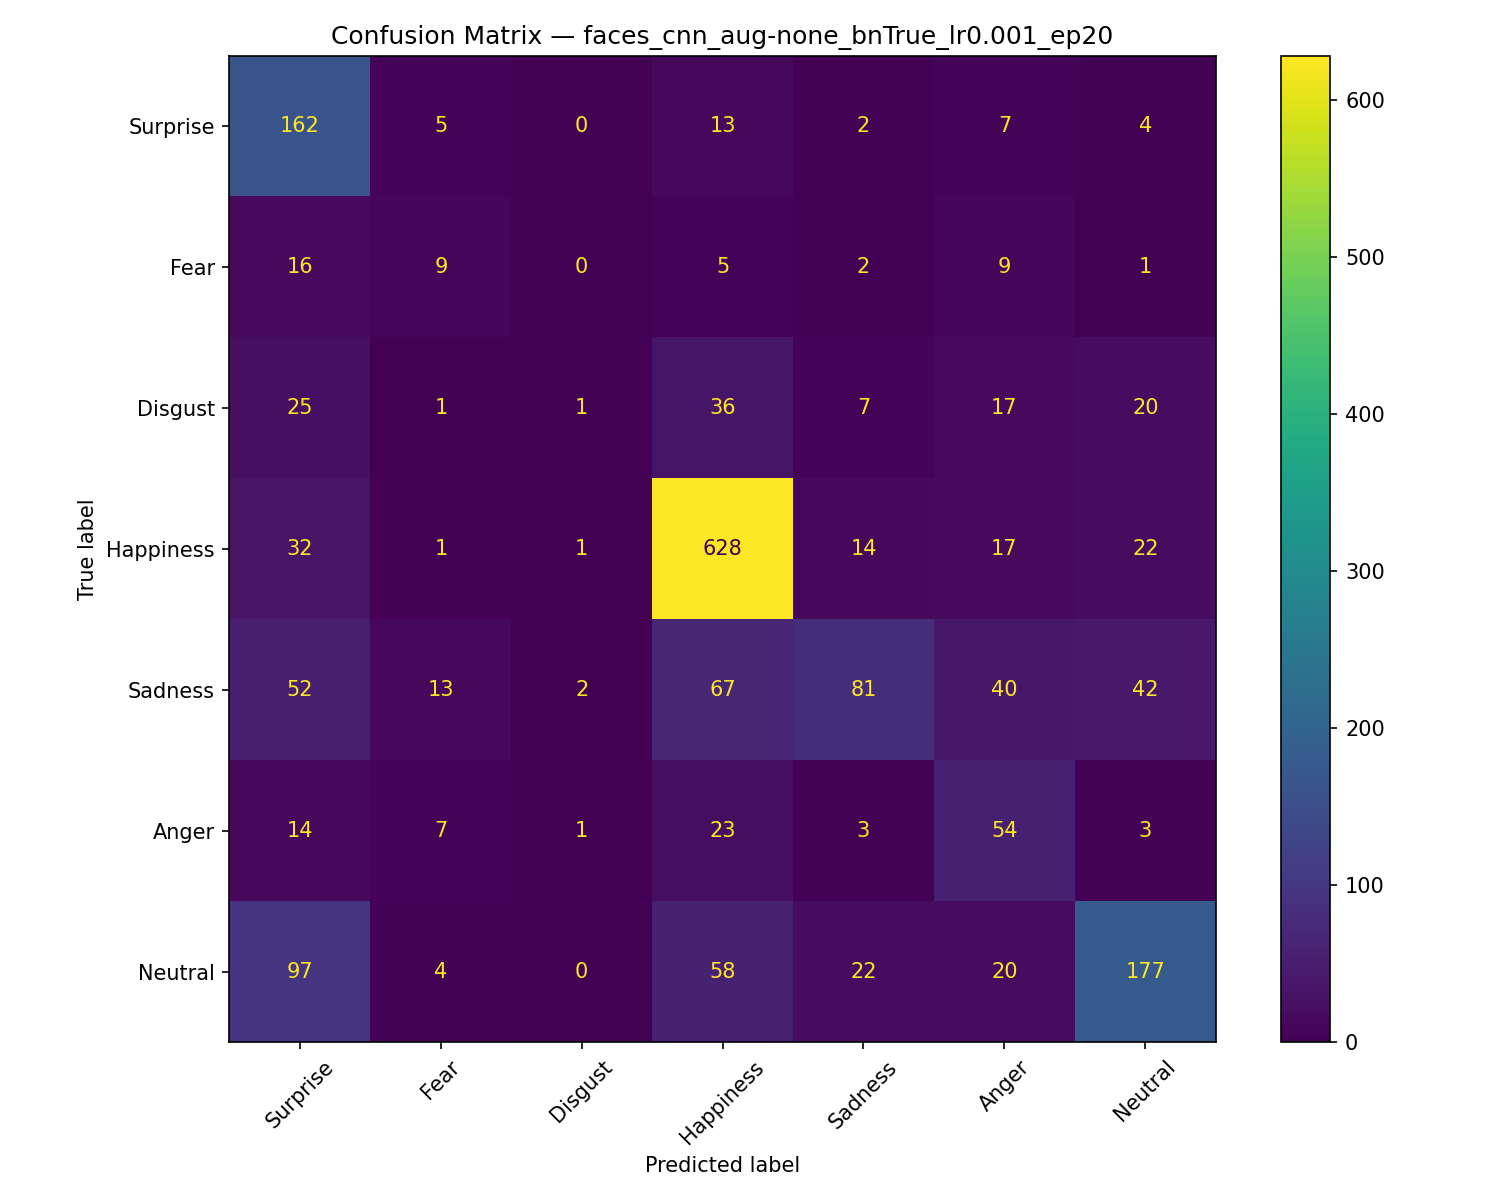 Confusion Matrix — faces_cnn_aug-none_bnTrue_lr0.001_ep20
Surprise 162 5 0 13 2 7 4
Fear 16 9 0 5 2 9 1
Disgust 25 1 1 36 7 17 20
Happiness 32 1 1 628 14 17 22
Sadness 52 13 2 67 81 40 42
Anger 14 7 1 23 3 54 3
Neutral 97 4 0 58 22 20 177
True label
Surprise Fear Disgust Happiness Sadness Anger Neutral
Predicted label
600
500
400
300
200
100
0